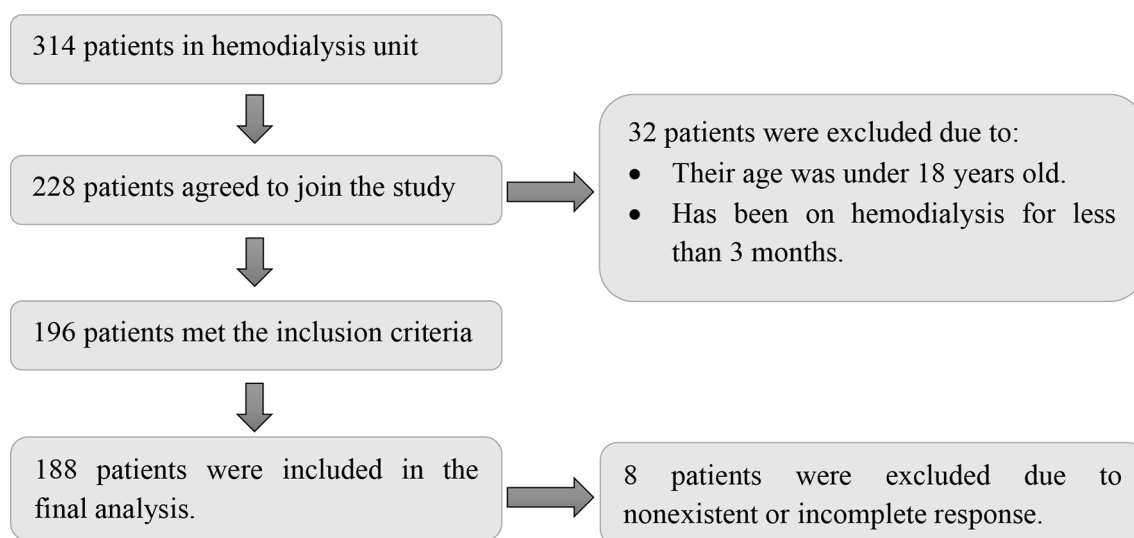 314 patients in hemodialysis unit
228 patients agreed to join the study
32 patients were excluded due to:
• Their age was under 18 years old.
• Has been on hemodialysis for less
than 3 months.
196 patients met the inclusion criteria
188 patients were included in the
final analysis.
8 patients were excluded due to
nonexistent or incomplete response.